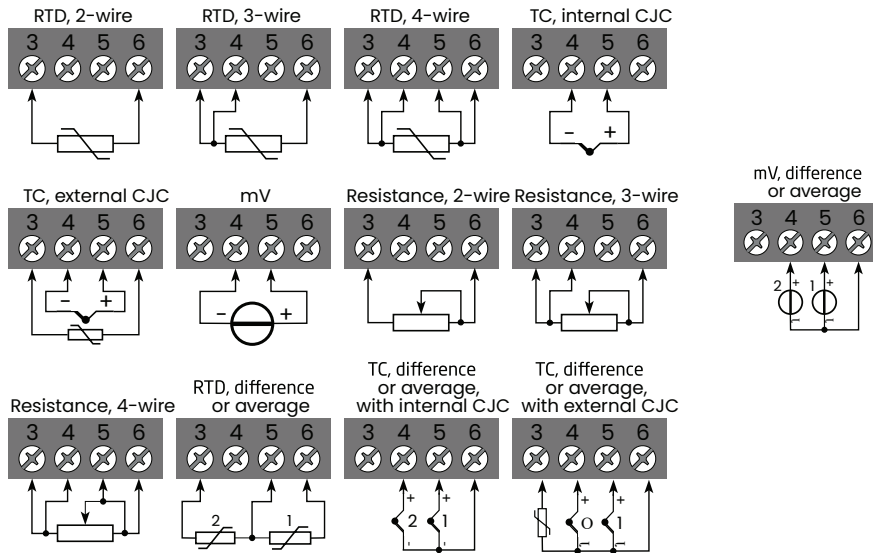 RTD, 2-wire
3 4 5 6
RTD, 3-wire
3 4 5 6
RTD, 4-wire
3 4 5 6
TC, internal CJC
3 4 5 6
- +
TC, external CJC
3 4 5 6
- +
mV
3 4 5 6
- +
Resistance, 2-wire
3 4 5 6
Resistance, 3-wire
3 4 5 6
mV, difference
or average
3 4 5 6
2 + 1 +
- -
Resistance, 4-wire
3 4 5 6
RTD, difference
or average
3 4 5 6
2 1
TC, difference
or average,
with internal CJC
3 4 5 6
+ +
2 1
- -
TC, difference
or average,
with external CJC
3 4 5 6
+ +
1